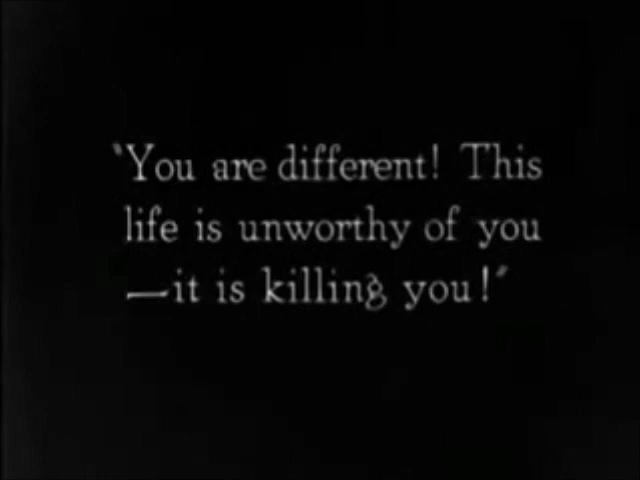 "You are different! This
life is unworthy of you
—it is killing you!"